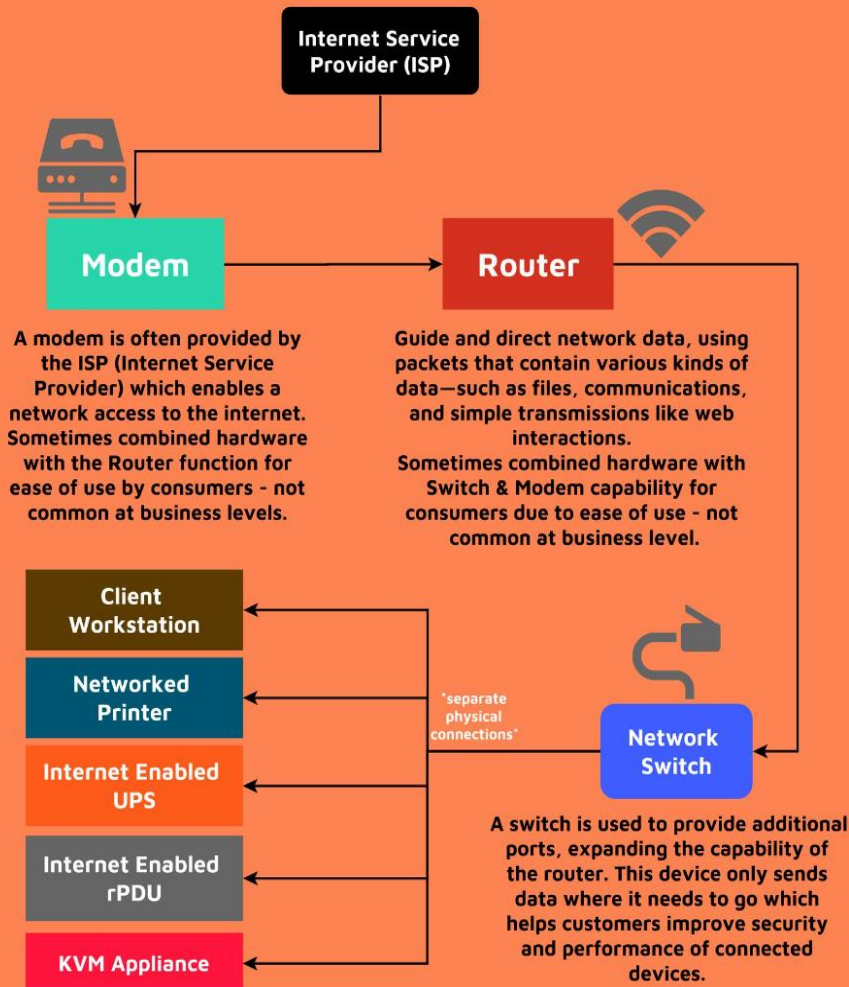 Internet Service
Provider (ISP)
Modem
Router
A modem is often provided by
the ISP (Internet Service
Provider) which enables a
network access to the internet.
Sometimes combined hardware
with the Router function for
ease of use by consumers - not
common at business levels.
Guide and direct network data, using
packets that contain various kinds of
data—such as files, communications,
and simple transmissions like web
interactions.
Sometimes combined hardware with
Switch & Modem capability for
consumers due to ease of use - not
common at business level.
Client
Workstation
Networked
Printer
Internet Enabled
UPS
Internet Enabled
rPDU
KVM Appliance
*separate
physical
connections*
Network
Switch
A switch is used to provide additional
ports, expanding the capability of
the router. This device only sends
data where it needs to go which
helps customers improve security
and performance of connected
devices.